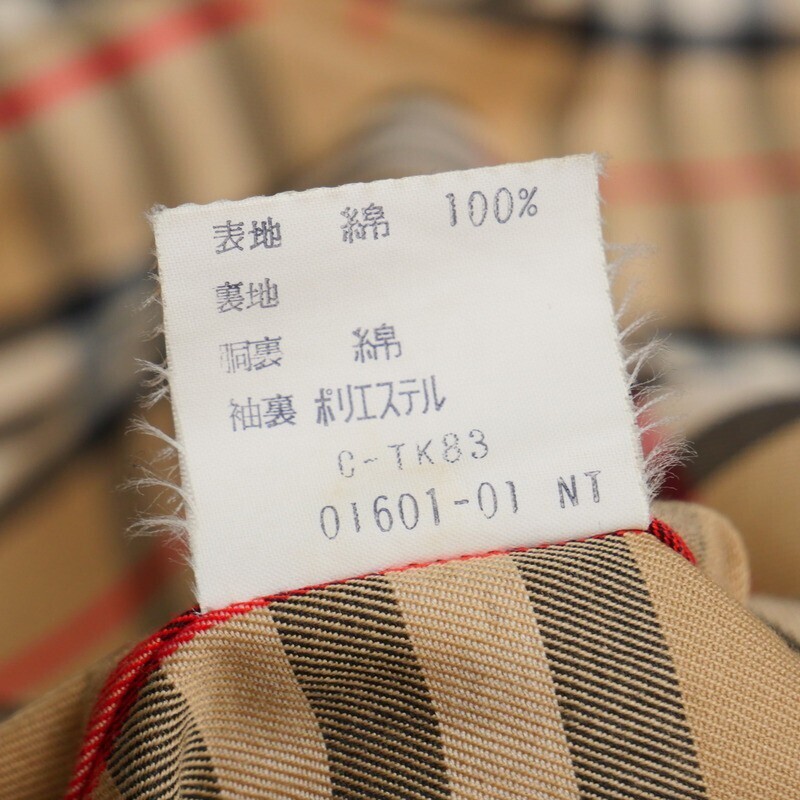 表地 綿 100%
裏地
胴裏 綿
袖裏 ポリエステル
C-TK83
01601-01 NT